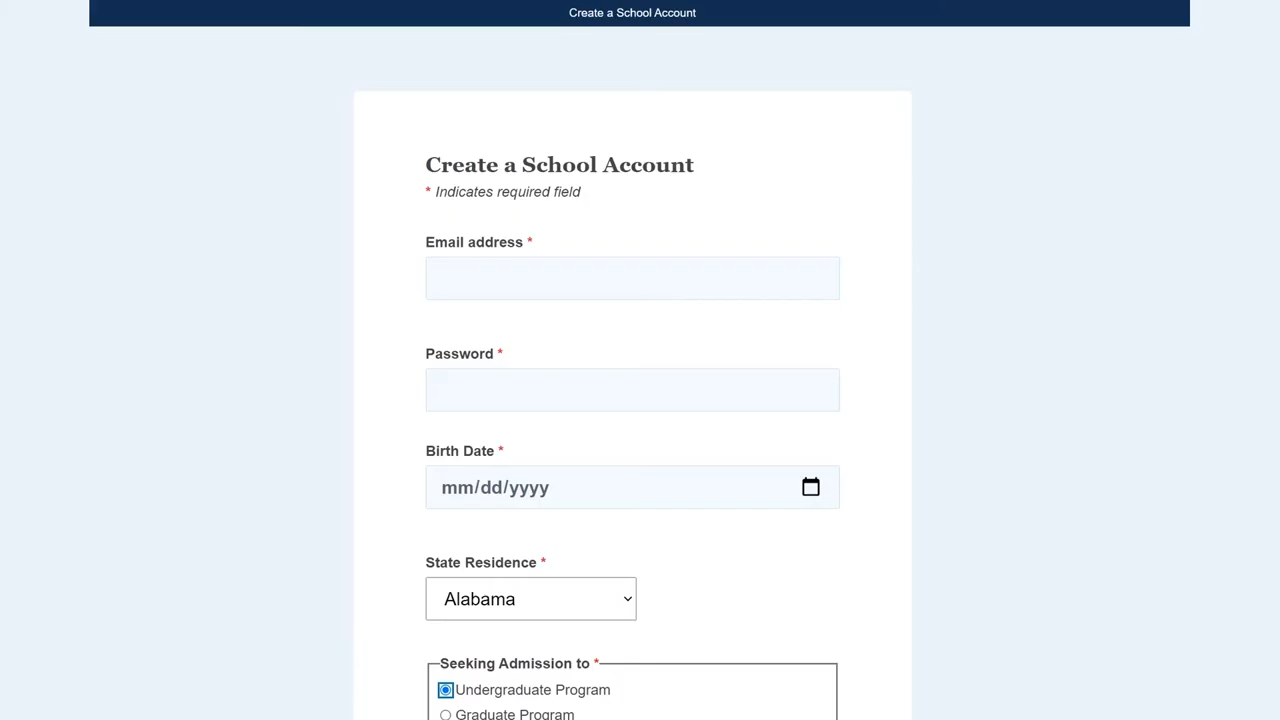 Create a School Account
Create a School Account
* Indicates required field
Email address *
Password *
Birth Date *
mm/dd/yyyy
State Residence *
Alabama
Seeking Admission to *
Undergraduate Program
Graduate Program